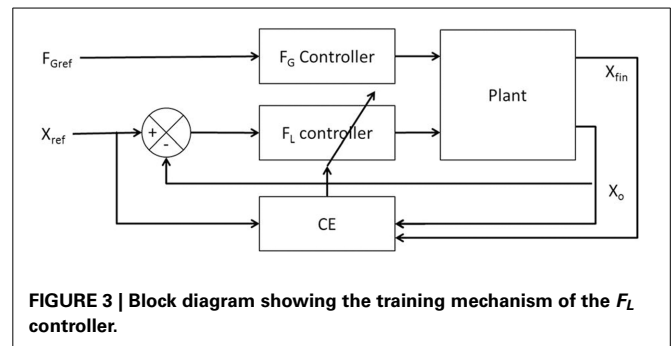 F_Gref
F_G Controller
Plant
X_fin
X_ref
+
-
F_L controller
X_o
CE
FIGURE 3 | Block diagram showing the training mechanism of the F_L
controller.